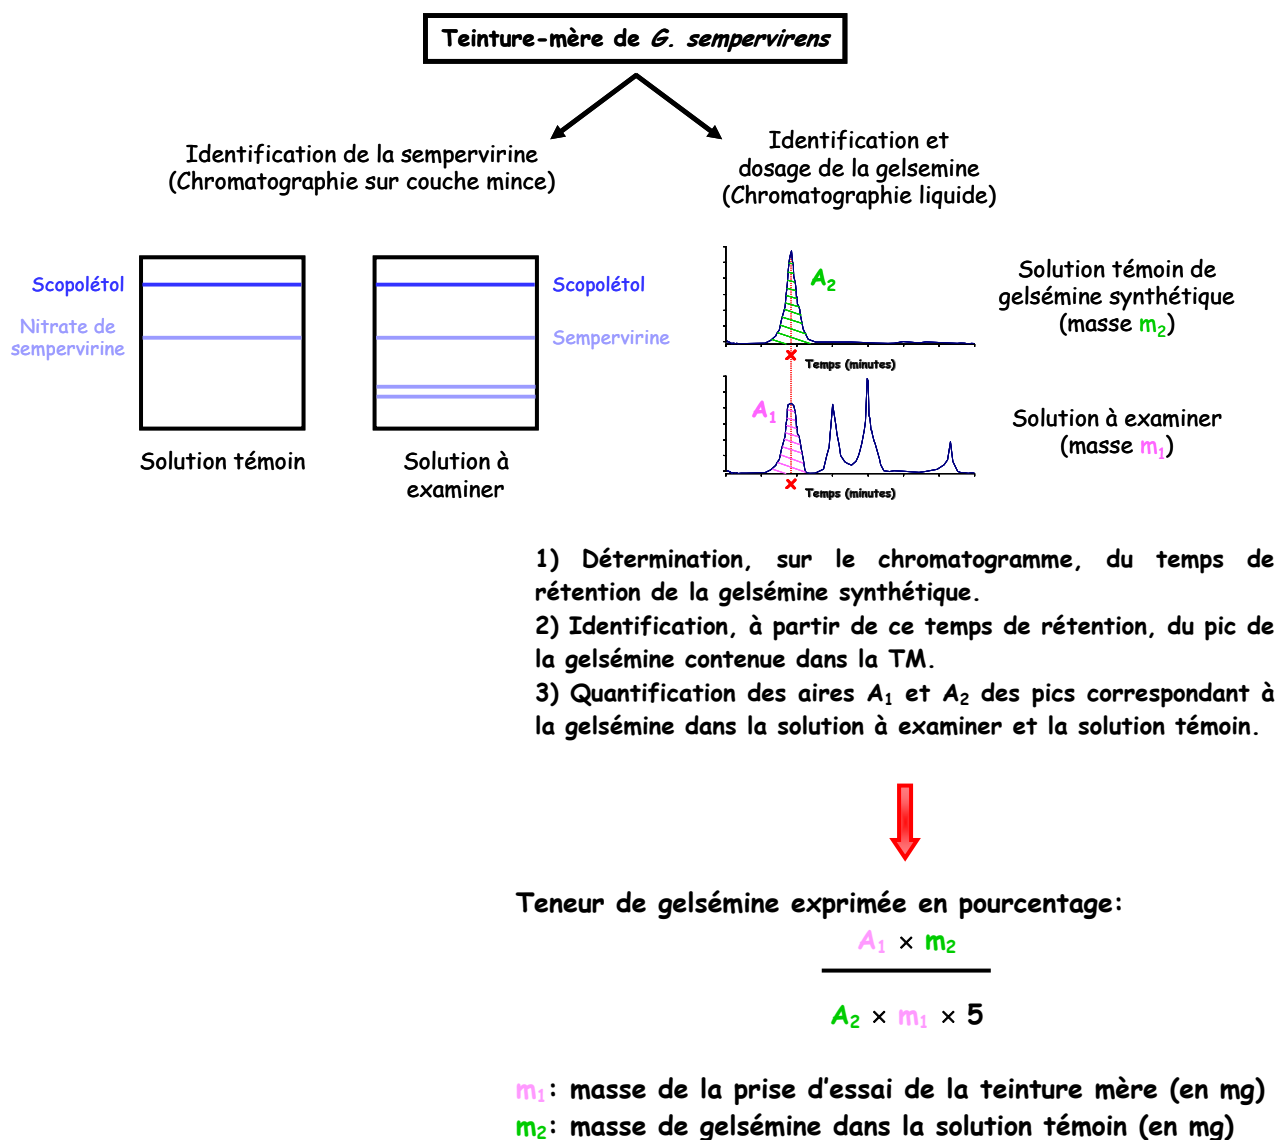 Teinture-mère de G. sempervirens
Identification de la sempervirine
(Chromatographie sur couche mince)
Identification et
dosage de la gelsemine
(Chromatographie liquide)
Scopolétol
Nitrate de
sempervirine
Solution témoin
Scopolétol
Sempervirine
Solution à
examiner
A2
Temps (minutes)
Solution témoin de
gelsémine synthétique
(masse m2)
A1
Temps (minutes)
Solution à examiner
(masse m1)
1) Détermination, sur le chromatogramme, du temps de
rétention de la gelsémine synthétique.
2) Identification, à partir de ce temps de rétention, du pic de
la gelsémine contenue dans la TM.
3) Quantification des aires A1 et A2 des pics correspondant à
la gelsémine dans la solution à examiner et la solution témoin.
Teneur de gelsémine exprimée en pourcentage:
A1 × m2
A2 × m1 × 5
m1: masse de la prise d'essai de la teinture mère (en mg)
m2: masse de gelsémine dans la solution témoin (en mg)